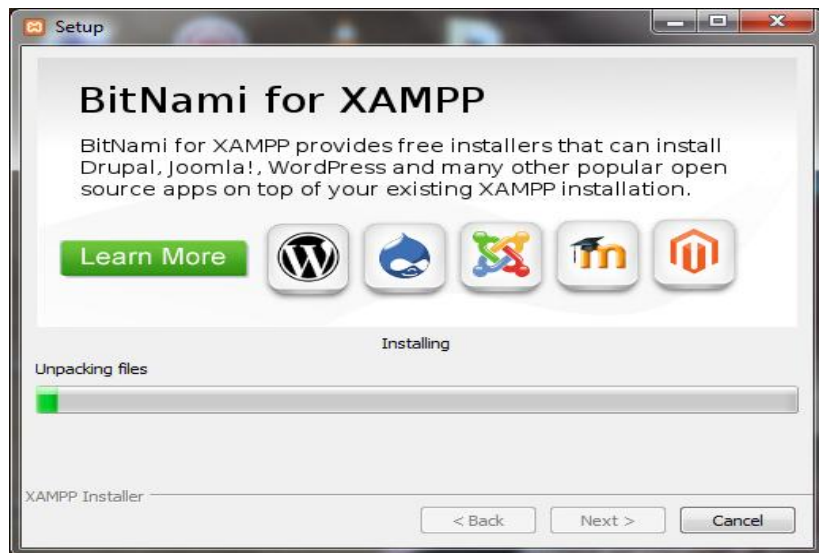 Setup
BitNami for XAMPP
BitNami for XAMPP provides free installers that can install
Drupal, Joomla!, WordPress and many other popular open
source apps on top of your existing XAMPP installation.
Learn More
Installing
Unpacking files
XAMPP Installer
< Back Next > Cancel